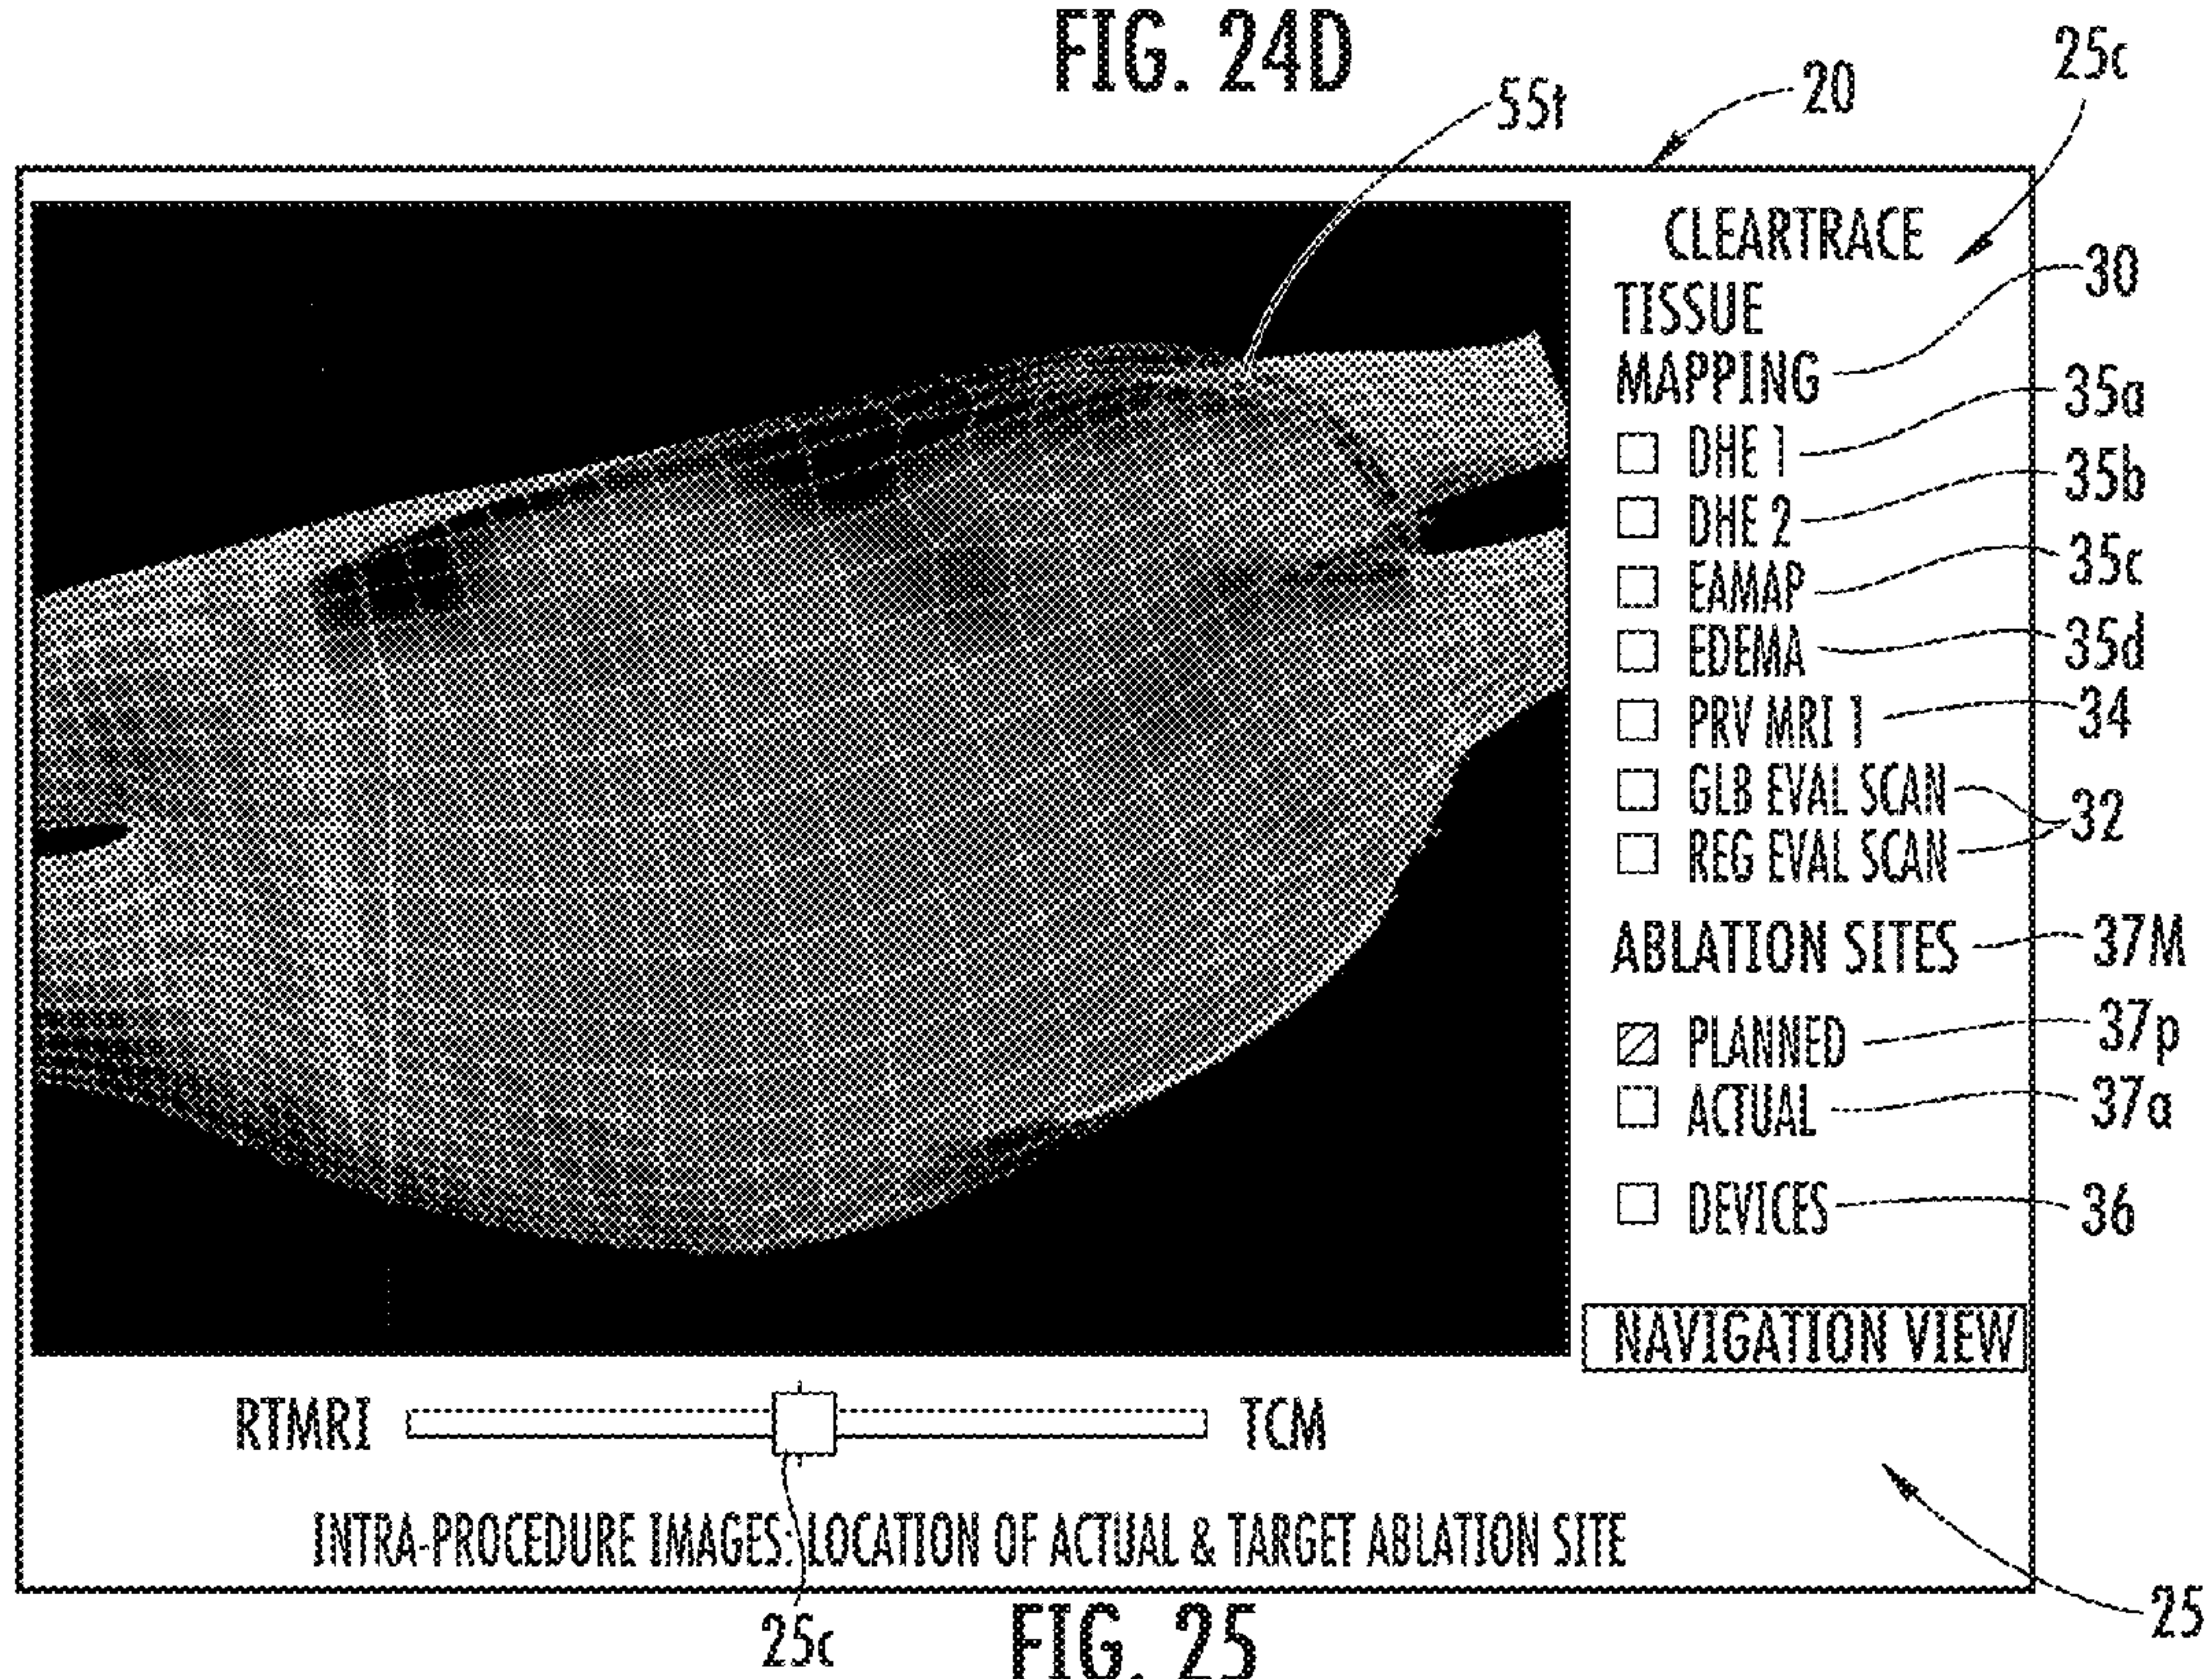 FIG. 24D
25c
20
55t
CLEARTRACE
30
TISSUE
MAPPING
35a
DHE 1
35b
DHE 2
35c
EAMAP
35d
EDEMA
34
PRV MRI 1
GLB EVAL SCAN
32
REG EVAL SCAN
37M
ABLATION SITES
37p
PLANNED
37a
ACTUAL
DEVICES 36
NAVIGATION VIEW
RTMRI TCM
INTRA-PROCEDURE IMAGES: LOCATION OF ACTUAL & TARGET ABLATION SITE
25
25c
FIG. 25